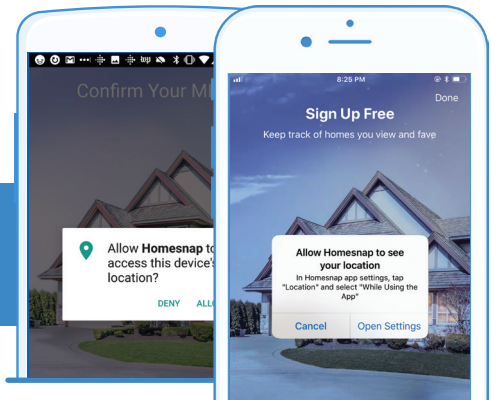 Confirm Your
Allow Homesnap to
access this device's
location?
DENY
8:25 PM
Done
Sign Up Free
Keep track of homes you view and fave
Allow Homesnap to see
your location
In Homesnap app settings, tap
"Location" and select "While Using the
App"
Cancel
Open Settings